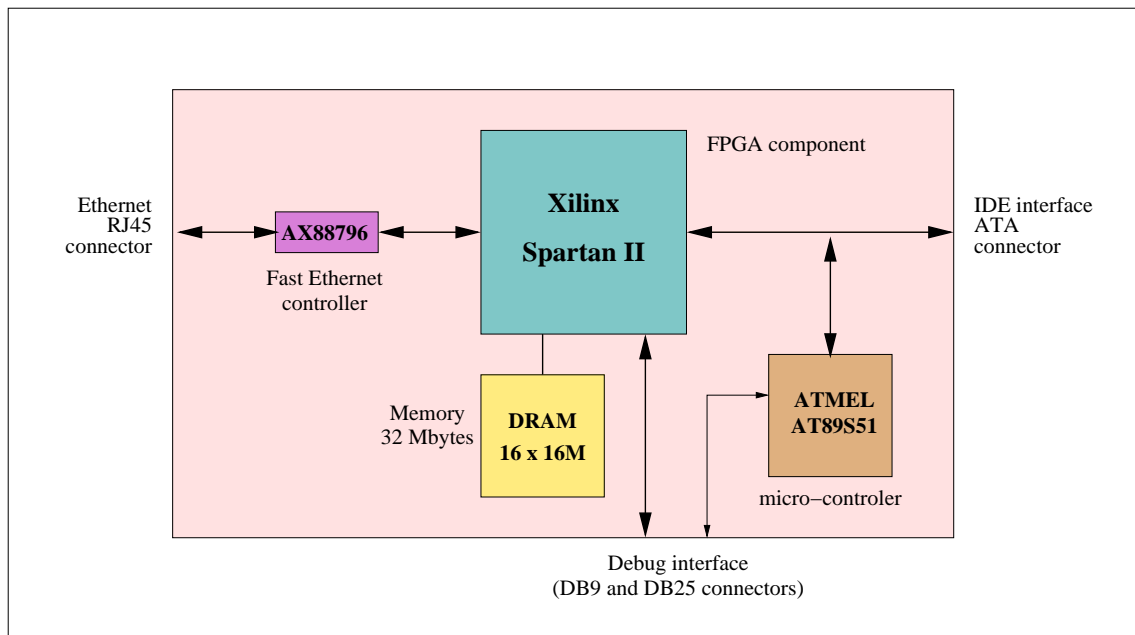 FPGA component
Xilinx
Spartan II
Ethernet
RJ45
connector
AX88796
Fast Ethernet
controller
IDE interface
ATA
connector
Memory
32 Mbytes
DRAM
16 x 16M
ATMEL
AT89S51
micro−controler
Debug interface
(DB9 and DB25 connectors)